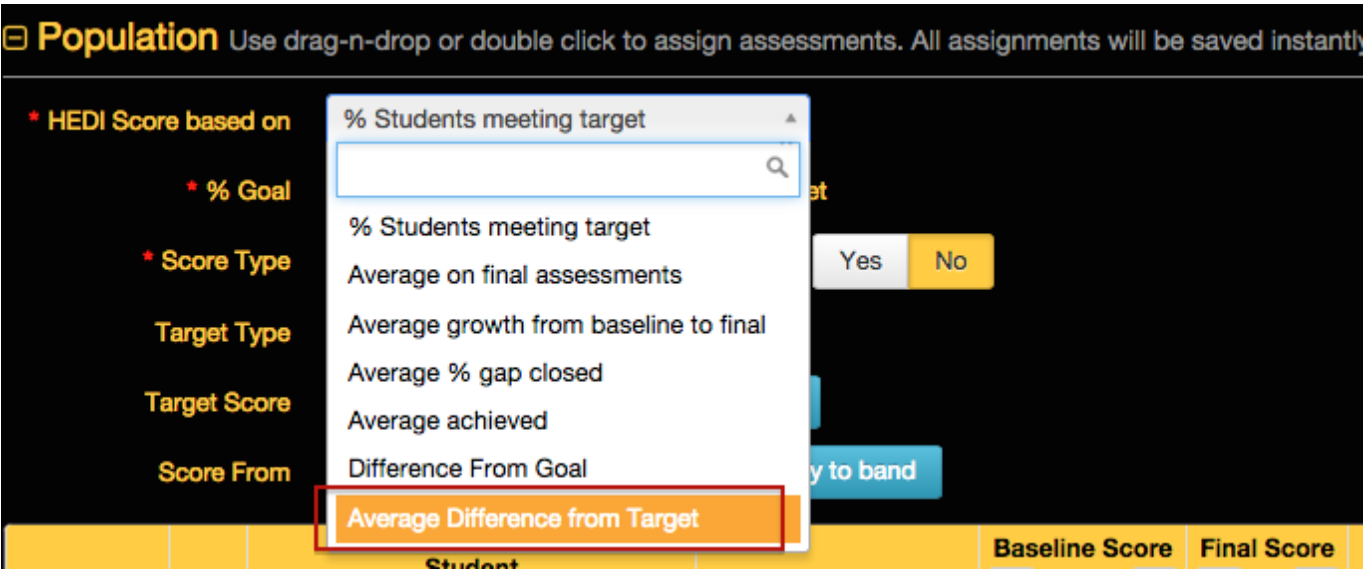 Population Use drag-n-drop or double click to assign assessments. All assignments will be saved instantly
* HEDI Score based on
% Students meeting target
* % Goal
et
% Students meeting target
* Score Type
Average on final assessments
Yes No
Average growth from baseline to final
Target Type
Average % gap closed
Target Score
Average achieved
Score From
Difference From Goal
y to band
Average Difference from Target
Student
Baseline Score Final Score